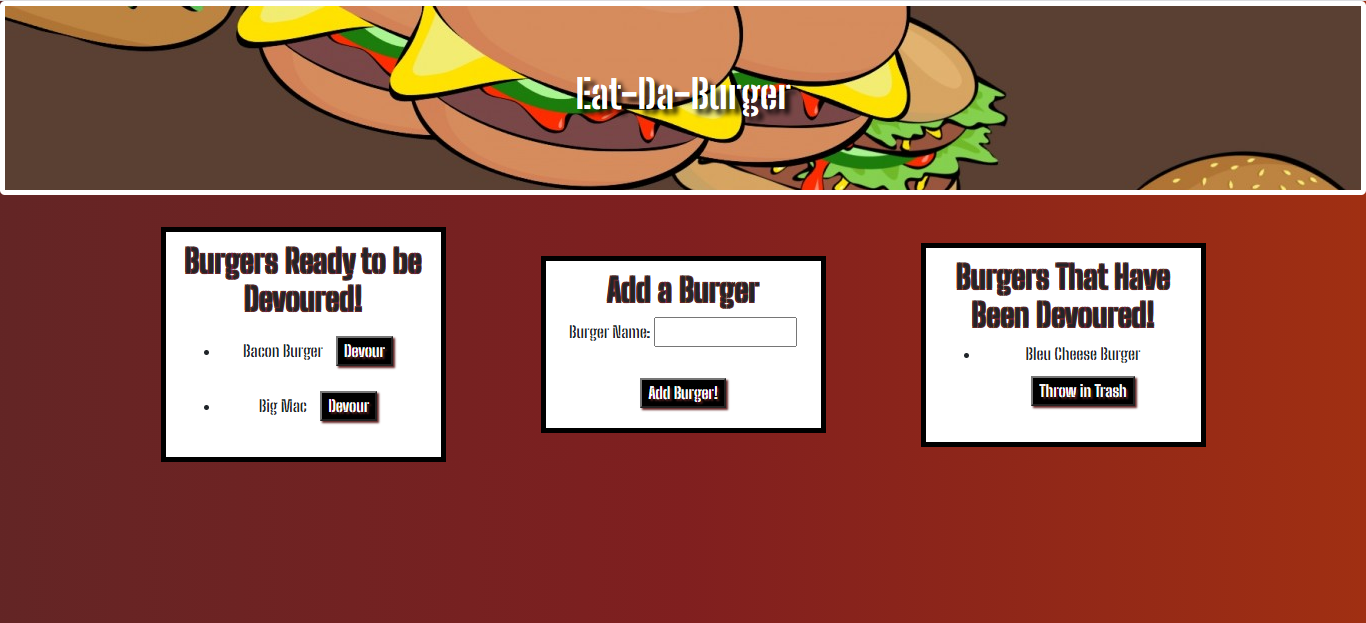 Eat-Da-Burger
Burgers Ready to be
Devoured!
Bacon Burger Devour
Big Mac Devour
Add a Burger
Burger Name:
Add Burger!
Burgers That Have
Been Devoured!
Bleu Cheese Burger
Throw in Trash